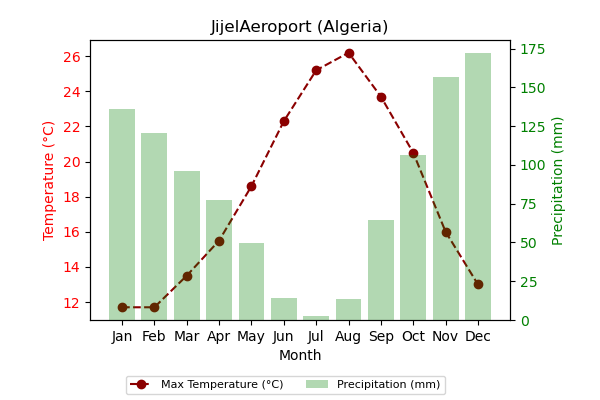 JijelAeroport (Algeria)
26
24
22
20
18
16
14
12
Temperature (°C)
175
150
125
100
75
50
25
0
Precipitation (mm)
Jan Feb Mar Apr May Jun Jul Aug Sep Oct Nov Dec
Month
Max Temperature (°C) Precipitation (mm)